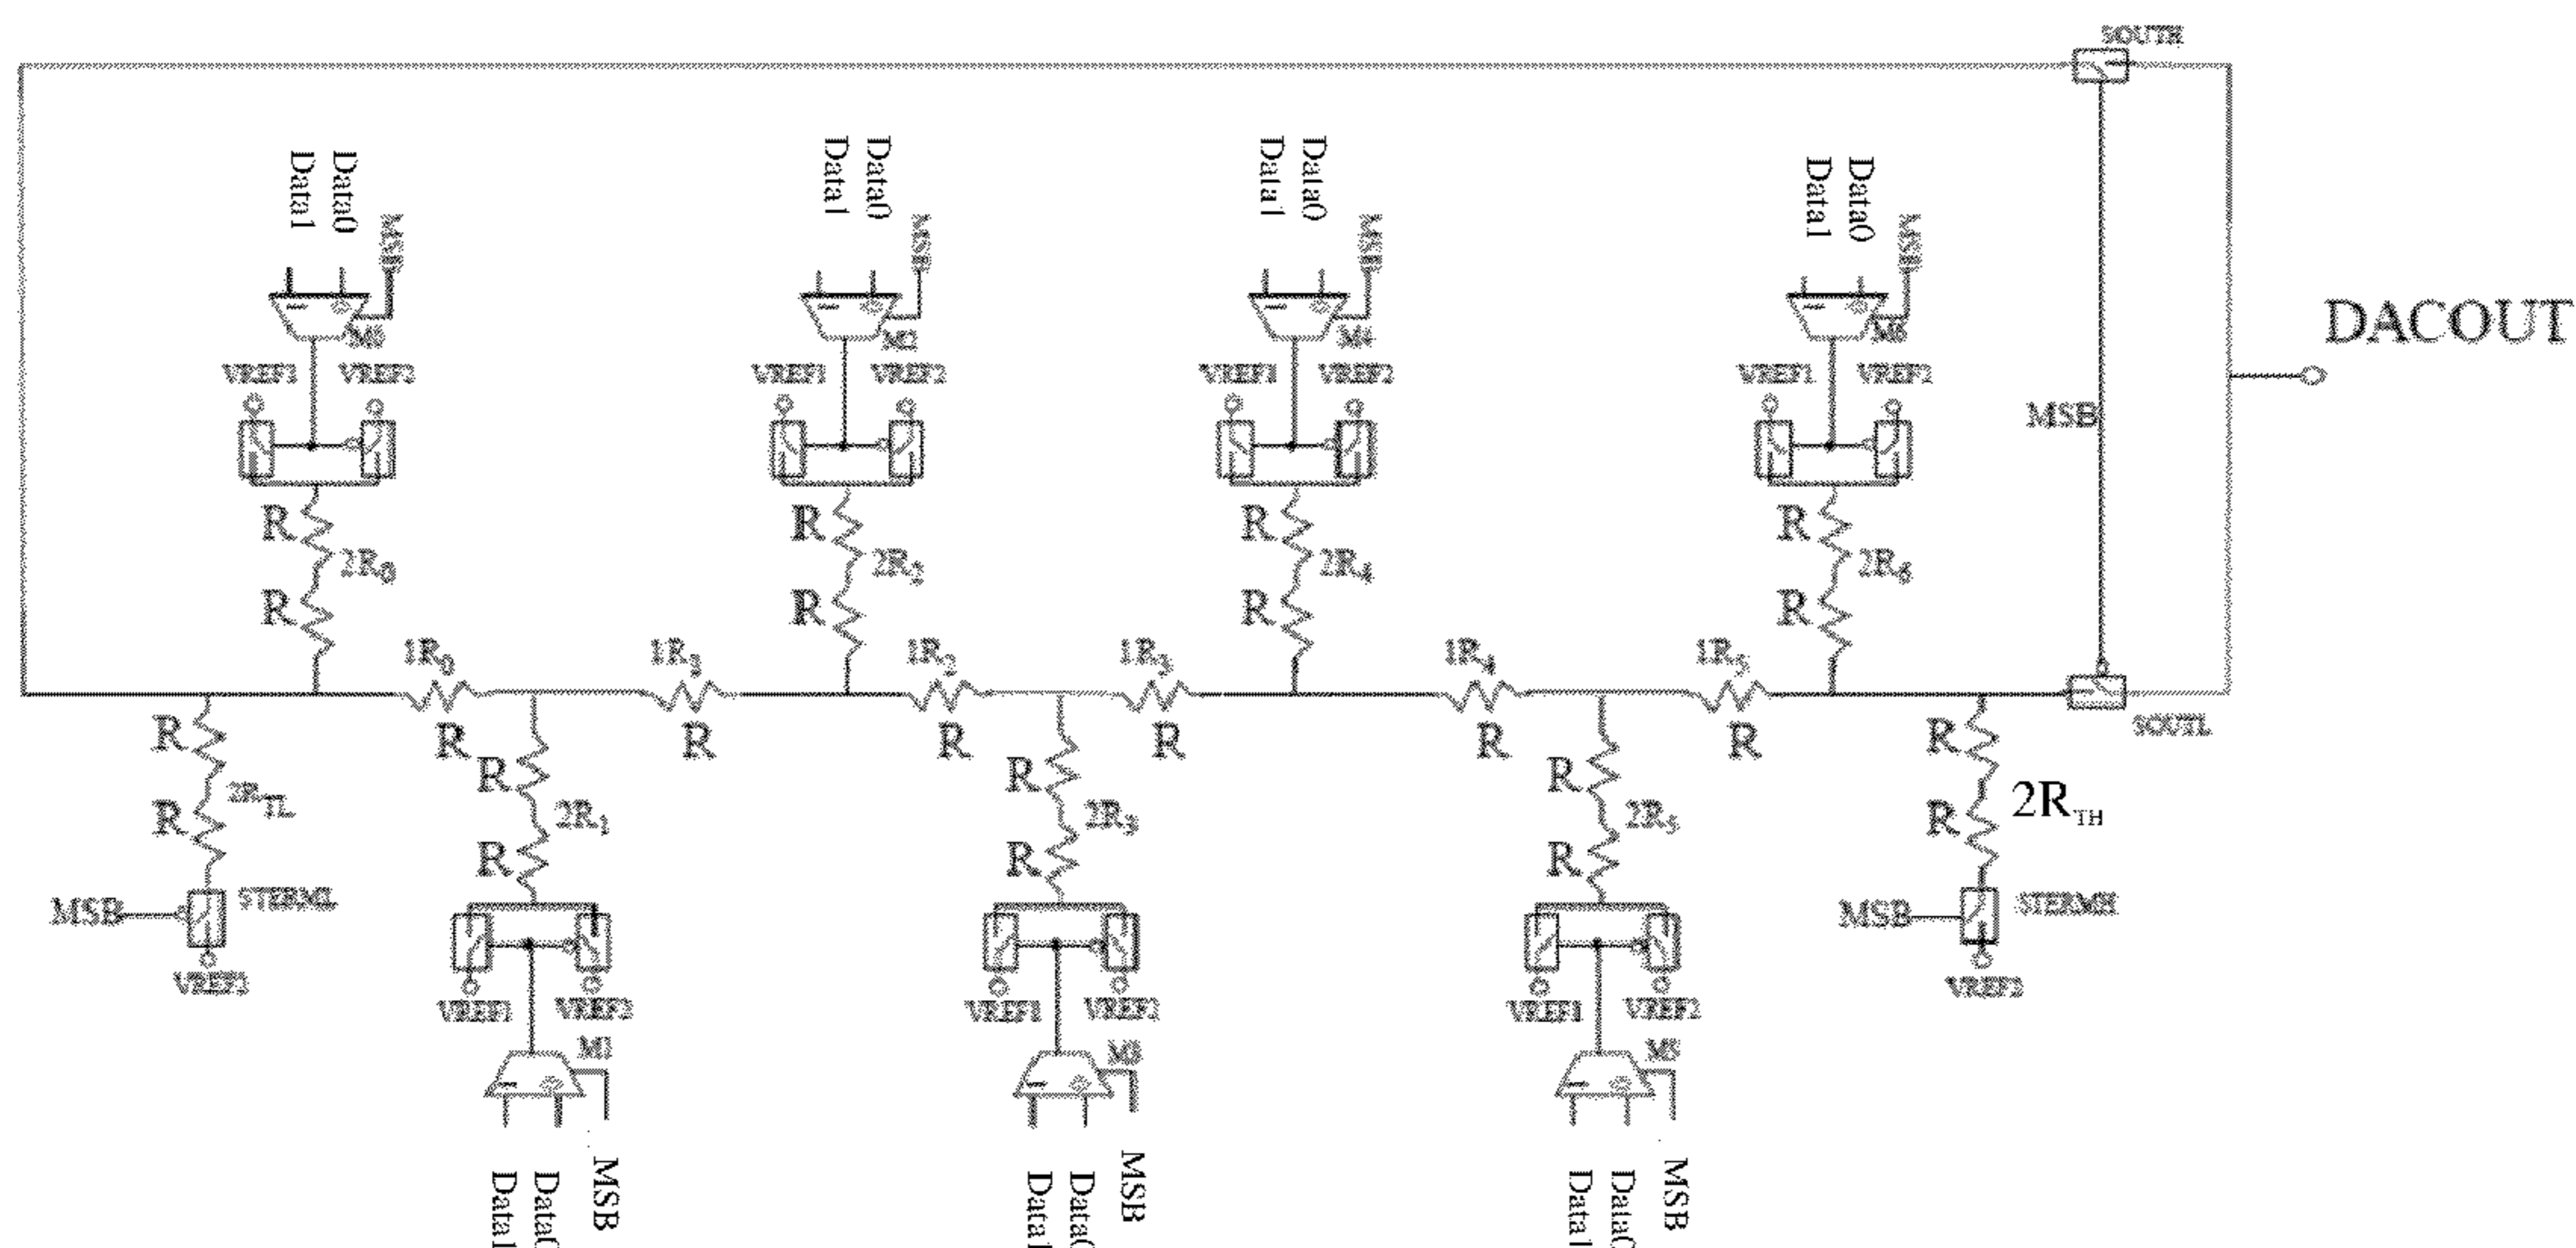 SOUTH
Data1
Data0
MSB
Data1
Data0
MSB
Data1
Data0
MSB
Data1
Data0
MSB
DACOUT
M0
M2
M4
M6
VREF1
VREF2
VREF1
VREF2
VREF1
VREF2
VREF1
VREF2
MSB
R
2R0
R
R
2R2
R
R
2R4
R
R
2R6
R
1R0
1R1
1R2
1R3
1R4
1R5
R
R
R
R
R
R
SOUTL
R
2RTL
R
R
2R1
R
R
2R3
R
R
2R5
R
R
2RTH
R
MSB
STERML
VREF2
MSB
STERMH
VREF2
VREF1
VREF2
VREF1
VREF2
VREF1
VREF2
M1
M3
M5
Data1
Data0
MSB
Data1
Data0
MSB
Data1
Data0
MSB